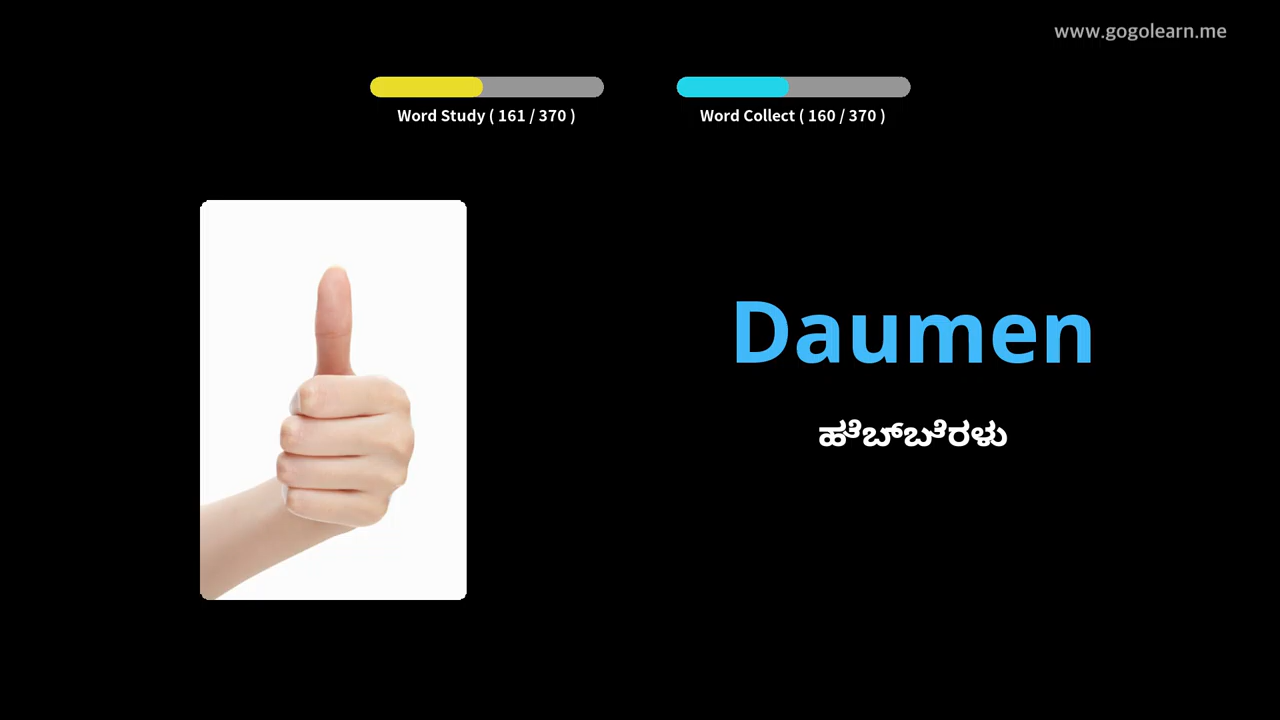 www.gogolearn.me
Word Study ( 161 / 370 )
Word Collect ( 160 / 370 )
Daumen
ಹೆಬ್ಬೆರಳು